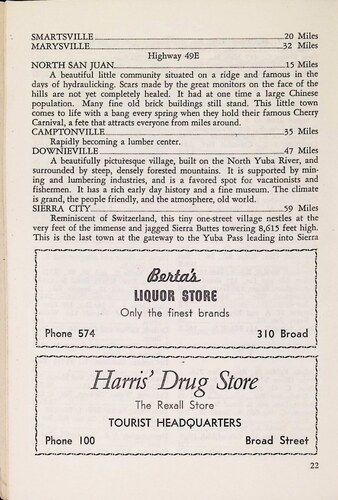 SMARTSVILLE 20 Miles
MARYSVILLE 32 Miles
Highway 49E
NORTH SAN JUAN 15 Miles
A beautiful little community situated on a ridge and famous in the
days of hydraulicking. Scars made by the great monitors on the face of the
hills are not yet completely healed. It had at one time a large Chinese
population. Many fine old brick buildings still stand. This little town
comes to life with a bang every spring when they hold their famous Cherry
Carnival, a fete that attracts everyone from miles around.
CAMPTONVILLE 35 Miles
Rapidly becoming a lumber center.
DOWNIEVILLE 47 Miles
A beautifully picturesque village, built on the North Yuba River, and
surrounded by steep, densely forested mountains. It is supported by min-
ing and lumbering industries, and is a favored spot for vacationists and
fishermen. It has a rich early day history and a fine museum. The climate
is grand, the people friendly, and the atmosphere, old world.
SIERRA CITY 59 Miles
Reminiscent of Switzerland, this tiny one-street village nestles at the
very feet of the immense and jagged Sierra Buttes towering 8,615 feet high.
This is the last town at the gateway to the Yuba Pass leading into Sierra
Berta's
LIQUOR STORE
Only the finest brands
Phone 574 310 Broad
Harris' Drug Store
The Rexall Store
TOURIST HEADQUARTERS
Phone 100 Broad Street
22